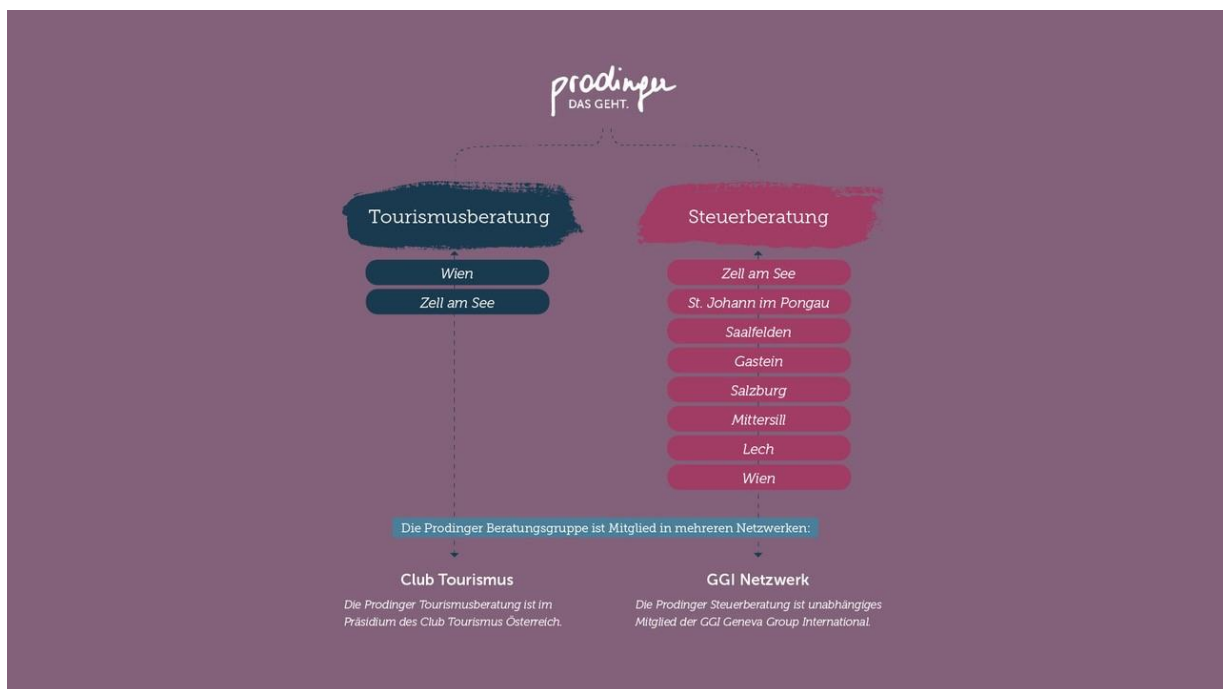 prodinger
DAS GEHT.
Tourismusberatung
Wien
Zell am See
Steuerberatung
Zell am See
St. Johann im Pongau
Saalfelden
Gastein
Salzburg
Mittersill
Lech
Wien
Die Prodinger Beratungsgruppe ist Mitglied in mehreren Netzwerken:
Club Tourismus
Die Prodinger Tourismusberatung ist im
Präsidium des Club Tourismus Österreich.
GGI Netzwerk
Die Prodinger Steuerberatung ist unabhängiges
Mitglied der GGI Geneva Group International.